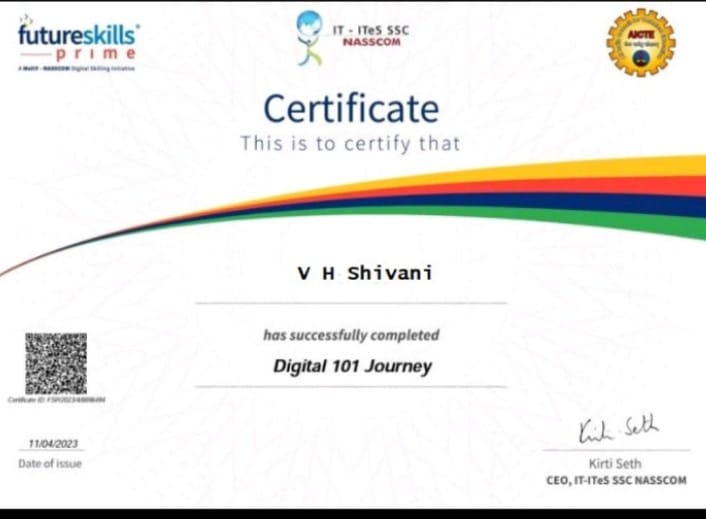 futureskills
prime
A MeitY - NASSCOM Digital Skilling Initiative
IT - ITeS SSC
NASSCOM
AICTE
Certificate
This is to certify that
V H Shivani
has successfully completed
Digital 101 Journey
Certificate ID:
11/04/2023
Date of issue
Kirti Seth
Kirti Seth
CEO, IT-ITeS SSC NASSCOM